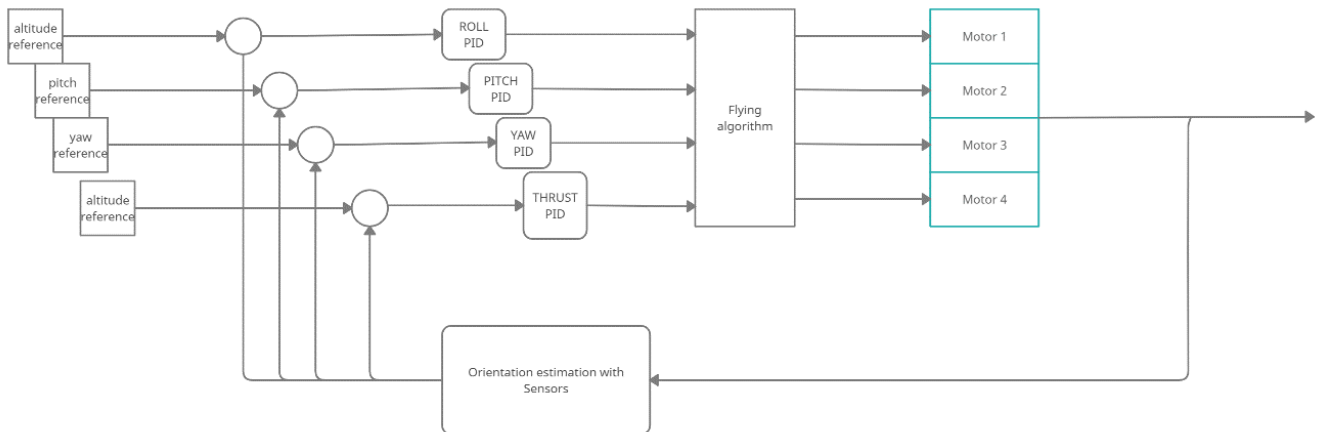 altitude
reference
pitch
reference
yaw
reference
altitude
reference
ROLL
PID
PITCH
PID
YAW
PID
THRUST
PID
Flying
algorithm
Motor 1
Motor 2
Motor 3
Motor 4
Orientation estimation with
Sensors